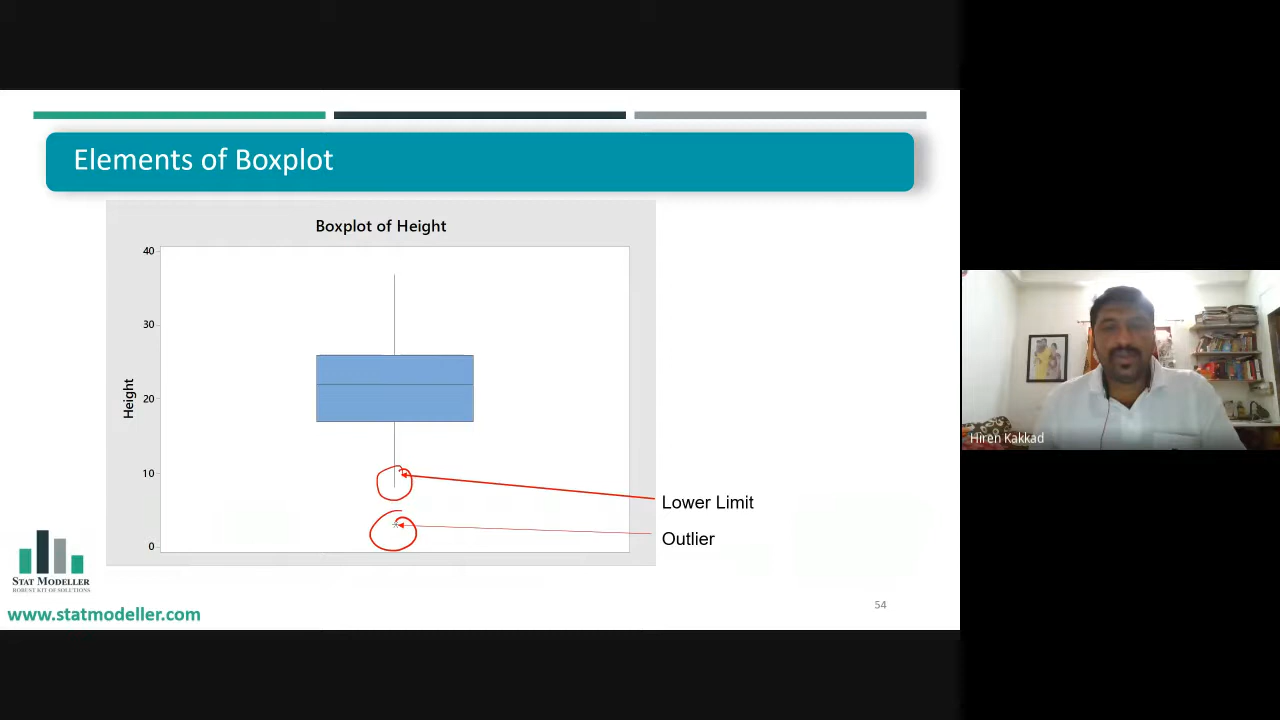 Elements of Boxplot
Boxplot of Height
40
30
20
10
0
Height
Lower Limit
Outlier
STAT MODELLER
ROBUST KIT OF SOLUTIONS
www.statmodeller.com
54
Hiren Kakkad